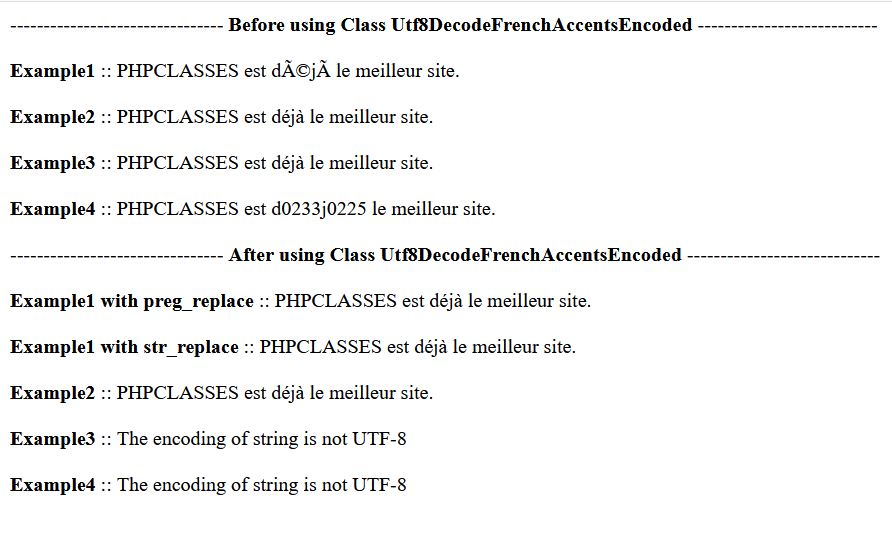 -------------------------------- Before using Class Utf8DecodeFrenchAccentsEncoded ---------------------------
Example1 :: PHPCLASSES est dÃ©jÃ  le meilleur site.
Example2 :: PHPCLASSES est déjà le meilleur site.
Example3 :: PHPCLASSES est déjà le meilleur site.
Example4 :: PHPCLASSES est d0233j0225 le meilleur site.
-------------------------------- After using Class Utf8DecodeFrenchAccentsEncoded -----------------------------
Example1 with preg_replace :: PHPCLASSES est déjà le meilleur site.
Example1 with str_replace :: PHPCLASSES est déjà le meilleur site.
Example2 :: PHPCLASSES est déjà le meilleur site.
Example3 :: The encoding of string is not UTF-8
Example4 :: The encoding of string is not UTF-8